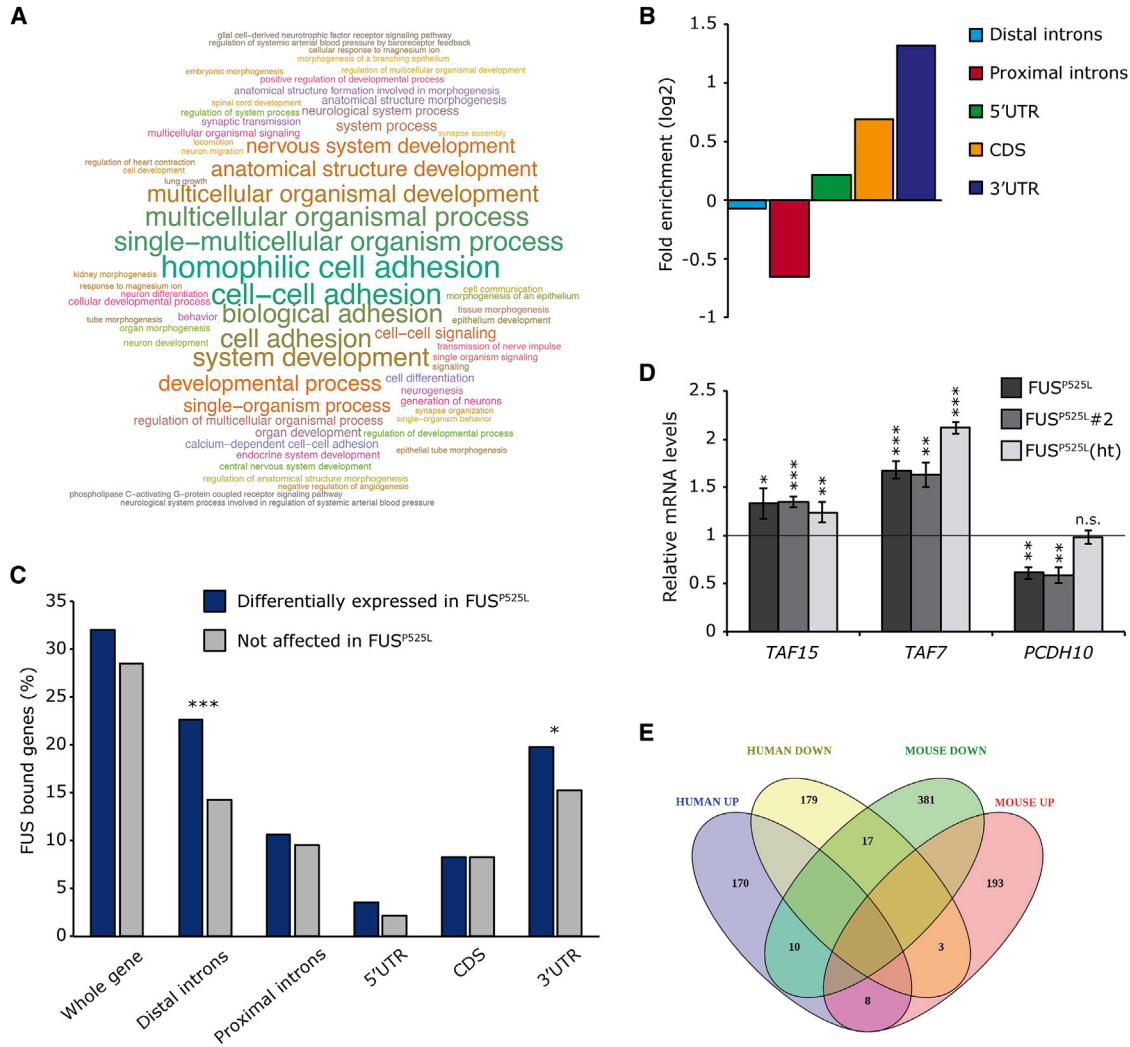 A
glial cell-derived neurotrophic factor receptor signaling pathway
regulation of systemic arterial blood pressure by baroreceptor feedback
cellular response to magnesium ion
morphogenesis of a branching epithelium
embryonic morphogenesis
regulation of multicellular organismal development
positive regulation of developmental process
anatomical structure formation involved in morphogenesis
spinal cord development
anatomical structure morphogenesis
regulation of system process
neurological system process
synaptic transmission
system process
multicellular organismal signaling
synapse assembly
locomotion
nervous system development
neuron migration
regulation of heart contraction
cell development
anatomical structure development
lung growth
multicellular organismal development
multicellular organismal process
single−multicellular organism process
homophilic cell adhesion
kidney morphogenesis
response to magnesium ion
neuron differentiation
cell−cell adhesion
cell communication
morphogenesis of an epithelium
cellular developmental process
behavior
biological adhesion
tissue morphogenesis
tube morphogenesis
epithelium development
organ morphogenesis
cell adhesion
cell−cell signaling
neuron development
transmission of nerve impulse
system development
single organism signaling
signaling
developmental process
cell differentiation
neurogenesis
generation of neurons
single−organism process
synapse organization
regulation of multicellular organismal process
single−organism behavior
organ development
regulation of developmental process
calcium−dependent cell−cell adhesion
epithelial tube morphogenesis
endocrine system development
central nervous system development
regulation of anatomical structure morphogenesis
negative regulation of angiogenesis
phospholipase C−activating G−protein coupled receptor signaling pathway
neurological system process involved in regulation of systemic arterial blood pressure
B
Fold enrichment (log2)
1.5
1
0.5
0
-0.5
-1
Distal introns
Proximal introns
5'UTR
CDS
3'UTR
C
FUS bound genes (%)
35
30
25
20
15
10
5
0
Differentially expressed in FUSP525L
Not affected in FUSP525L
***
*
Whole gene
Distal introns
Proximal introns
5'UTR
CDS
3'UTR
D
Relative mRNA levels
2.5
2
1.5
1
0.5
0
FUSP525L
FUSP525L#2
FUSP525L(ht)
*
***
**
***
**
***
**
**
n.s.
TAF15
TAF7
PCDH10
E
HUMAN DOWN
MOUSE DOWN
HUMAN UP
MOUSE UP
179
381
17
170
193
10
3
8